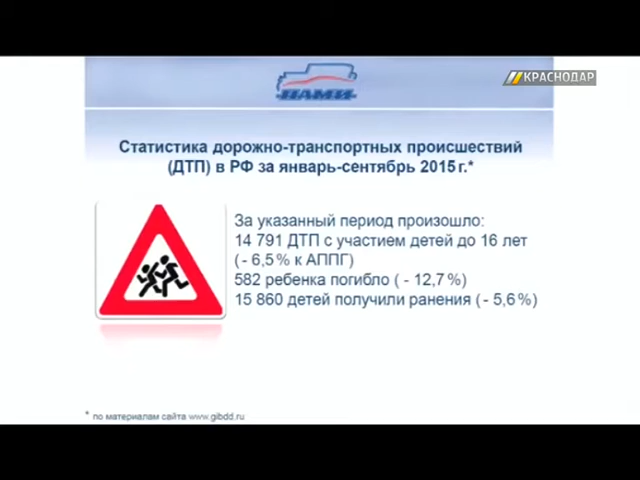 КРАСНОДАР
НАМИ
Статистика дорожно-транспортных происшествий
(ДТП) в РФ за январь-сентябрь 2015 г.*
За указанный период произошло:
14 791 ДТП с участием детей до 16 лет
(- 6,5 % к АППГ)
582 ребенка погибло ( - 12,7 %)
15 860 детей получили ранения ( - 5,6 %)
* по материалам сайта www.gibdd.ru